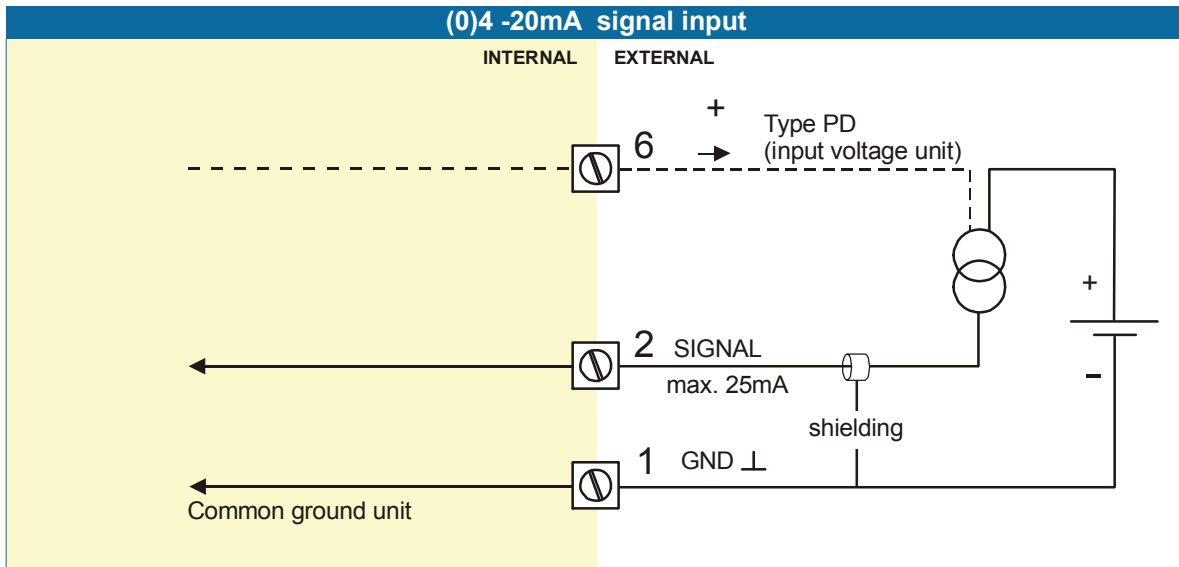 (0)4 -20mA signal input
INTERNAL EXTERNAL
+
6
Type PD
(input voltage unit)
+
2 SIGNAL
max. 25mA
-
shielding
1 GND ⊥
Common ground unit